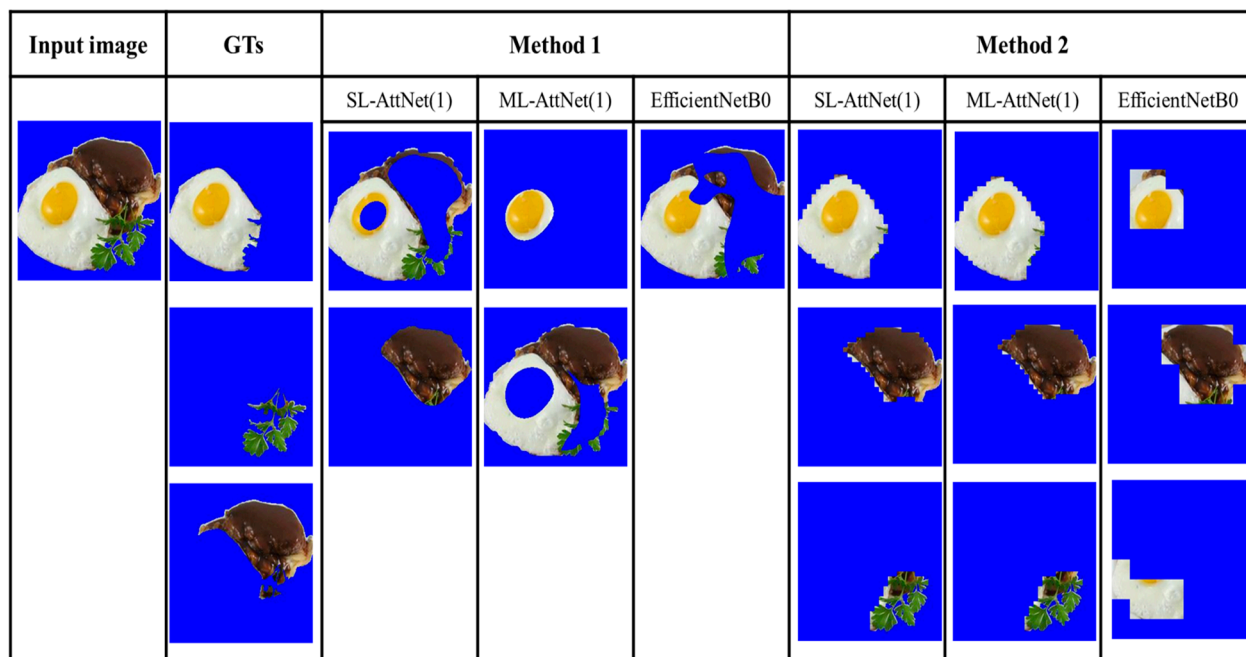 Input image GTs Method 1 Method 2
SL-AttNet(1) ML-AttNet(1) EfficientNetB0 SL-AttNet(1) ML-AttNet(1) EfficientNetB0